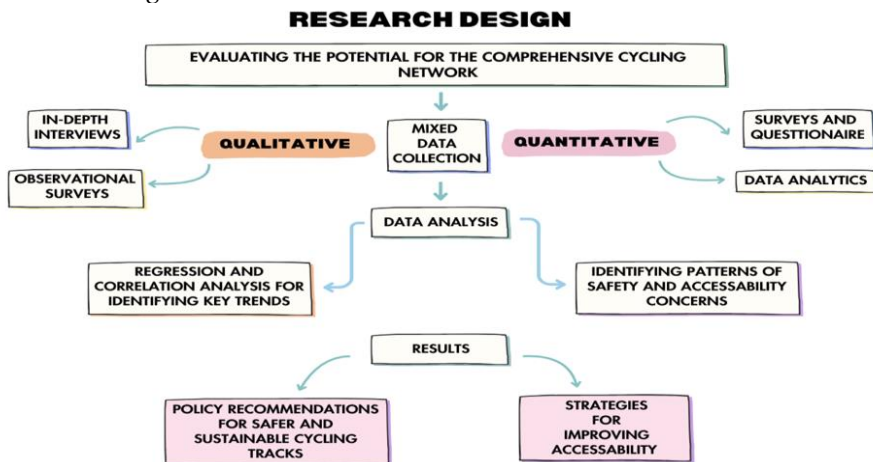 RESEARCH DESIGN
EVALUATING THE POTENTIAL FOR THE COMPREHENSIVE CYCLING
NETWORK
IN-DEPTH
INTERVIEWS
QUALITATIVE
OBSERVATIONAL
SURVEYS
MIXED
DATA
COLLECTION
QUANTITATIVE
SURVEYS AND
QUESTTIONAIRE
DATA ANALYTICS
DATA ANALYSIS
REGRESSION AND
CORRELATION ANALYSIS FOR
IDENTIFYING KEY TRENDS
IDENTIFYING PATTERNS OF
SAFETY AND ACCESSABILITY
CONCERNS
RESULTS
POLICY RECOMMENDATIONS
FOR SAFER AND
SUSTAINABLE CYCLING
TRACKS
STRATEGIES
FOR
IMPROVING
ACCESSABILITY